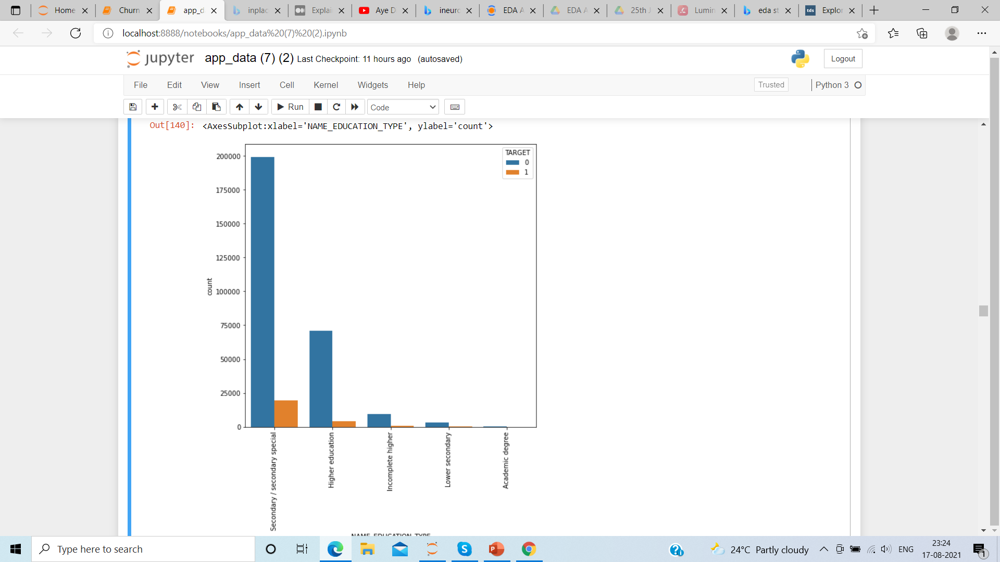 Home
Churn
app_d
inplac
Explai
Aye D
ineuro
EDA A
EDA A
25th J
Lumin
eda st
tds
Explor
localhost:8888/notebooks/app_data%20(7)%20(2).ipynb
jupyter
app_data (7) (2) Last Checkpoint: 11 hours ago (autosaved)
Logout
File Edit View Insert Cell Kernel Widgets Help
Trusted
Python 3
Run
Code
Out[140]: <AxesSubplot:xlabel='NAME_EDUCATION_TYPE', ylabel='count'>
TARGET
0
1
200000
175000
150000
125000
100000
75000
50000
25000
0
count
Secondary / secondary special
Higher education
Incomplete higher
Lower secondary
Academic degree
NAME_EDUCATION_TYPE
Type here to search
24°C Partly cloudy
ENG
23:24
17-08-2021
1